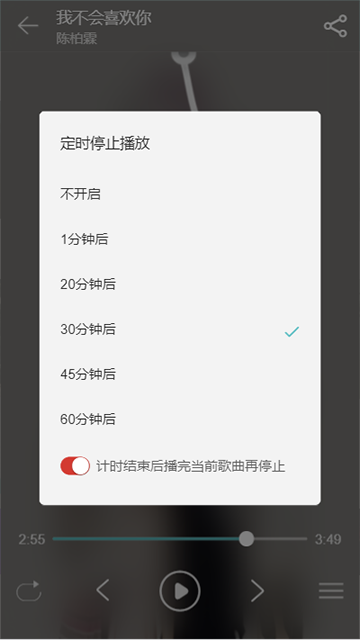 我不会喜欢你
陈柏霖
定时停止播放
不开启
1分钟后
20分钟后
30分钟后
45分钟后
60分钟后
计时结束后播完当前歌曲再停止
2:55
3:49